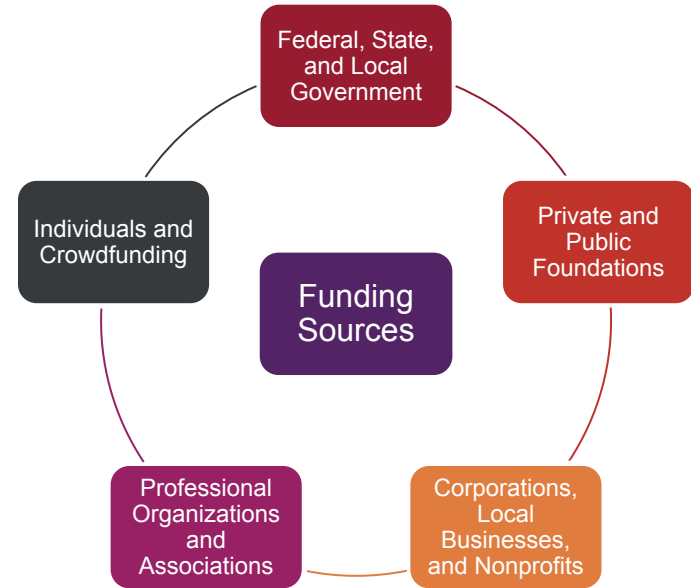 Federal, State,
and Local
Government
Private and
Public
Foundations
Corporations,
Local
Businesses,
and Nonprofits
Professional
Organizations
and
Associations
Individuals and
Crowdfunding
Funding
Sources